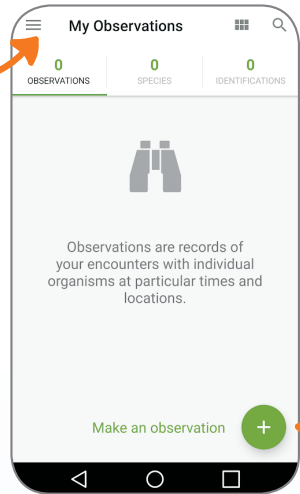 My Observations
0 0 0
OBSERVATIONS SPECIES IDENTIFICATIONS
Observations are records of
your encounters with individual
organisms at particular times and
locations.
Make an observation +